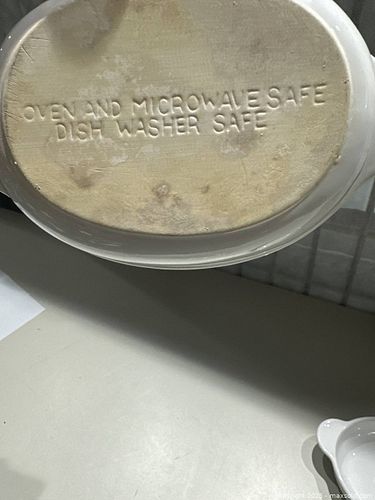 OVEN AND MICROWAVE SAFE
DISH WASHER SAFE